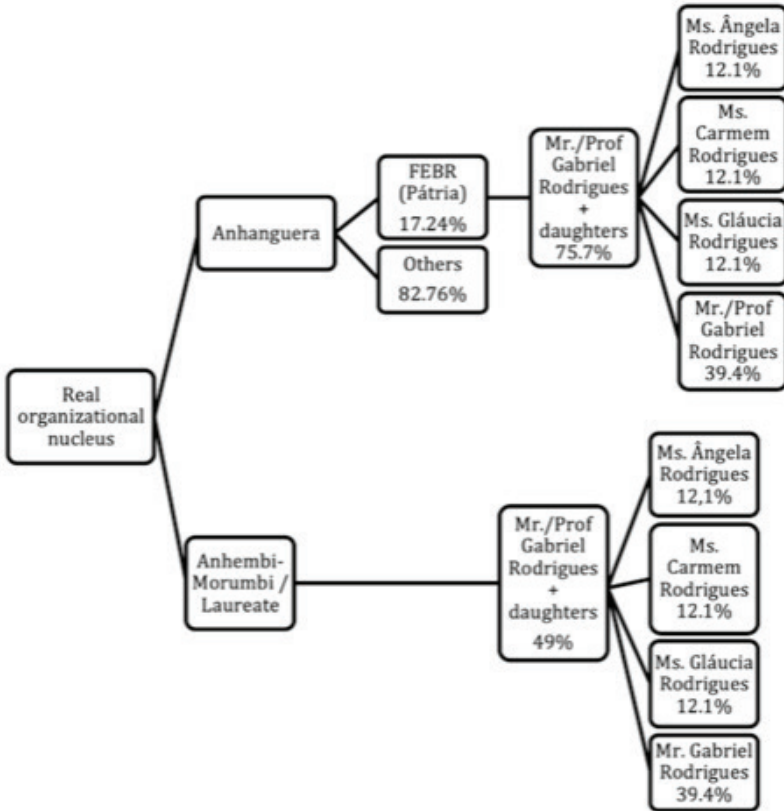 Real
organizational
nucleus
Anhanguera
FEBR
(Pátria)
17.24%
Others
82.76%
Mr./Prof
Gabriel
Rodrigues
+
daughters
75.7%
Ms. Ângela
Rodrigues
12.1%
Ms.
Carmem
Rodrigues
12.1%
Ms. Gláucia
Rodrigues
12.1%
Mr./Prof
Gabriel
Rodrigues
39.4%
Anhembi-
Morumbi /
Laureate
Mr./Prof
Gabriel
Rodrigues
+
daughters
49%
Ms. Ângela
Rodrigues
12,1%
Ms.
Carmem
Rodrigues
12.1%
Ms. Gláucia
Rodrigues
12.1%
Mr. Gabriel
Rodrigues
39.4%